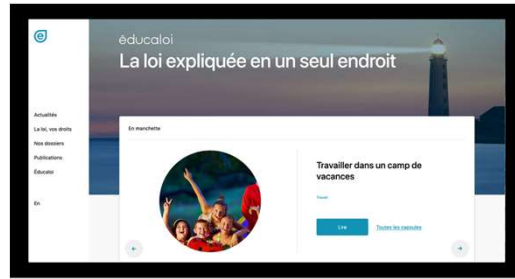 e
éducaloi
La loi expliquée en un seul endroit
Actualités
La loi, vos droits
Nos dossiers
Publications
Éducaloi
En
En manchette
Travailler dans un camp de
vacances
Travail
Lire
Toutes les capsules